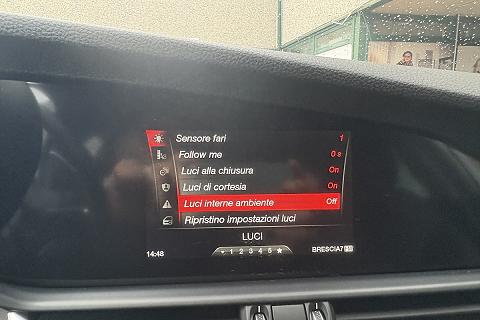 Sensore fari 1
Follow me 0 s
Luci alla chiusura On
Luci di cortesia On
Luci interne ambiente Off
Ripristino impostazioni luci
LUCI
1 2 3 4 5
14:48 BRESCIA7